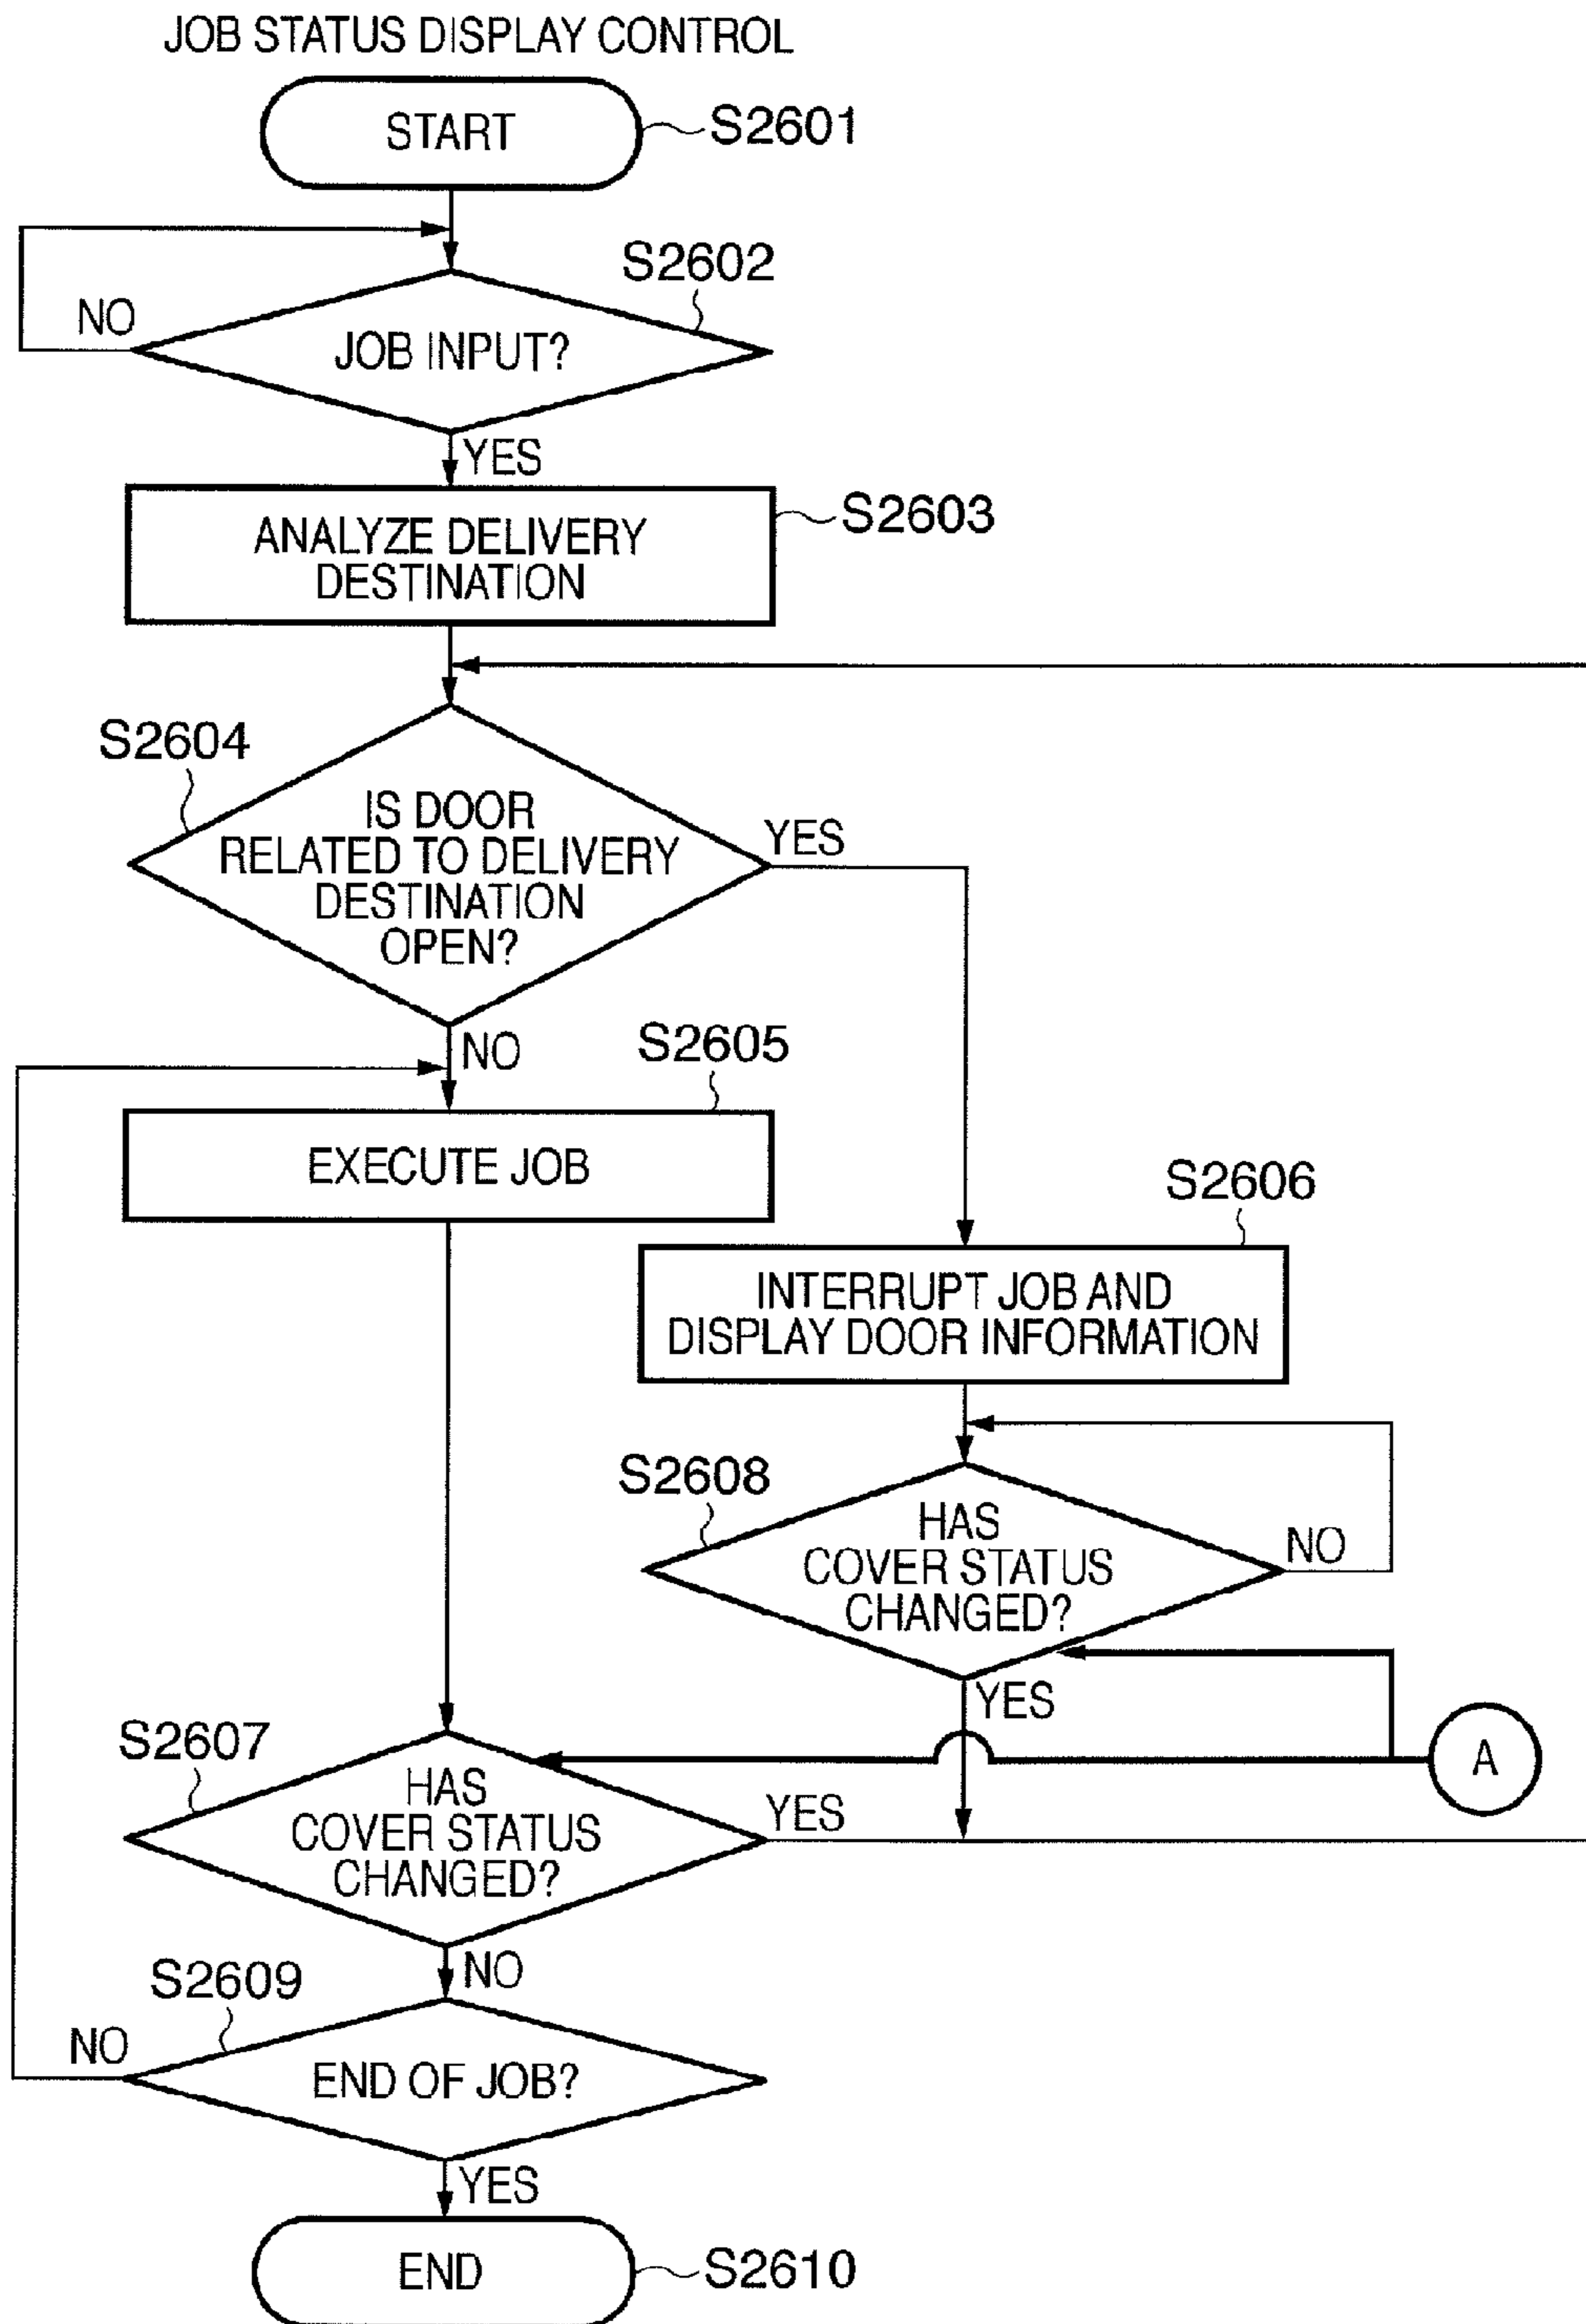 JOB STATUS DISPLAY CONTROL
START
S2601
S2602
NO
JOB INPUT?
YES
S2603
ANALYZE DELIVERY
DESTINATION
S2604
IS DOOR
RELATED TO DELIVERY
DESTINATION
OPEN?
YES
NO
S2605
EXECUTE JOB
S2606
INTERRUPT JOB AND
DISPLAY DOOR INFORMATION
S2608
HAS
COVER STATUS
CHANGED?
NO
YES
S2607
A
HAS
COVER STATUS
CHANGED?
YES
NO
S2609
NO
END OF JOB?
YES
END
S2610